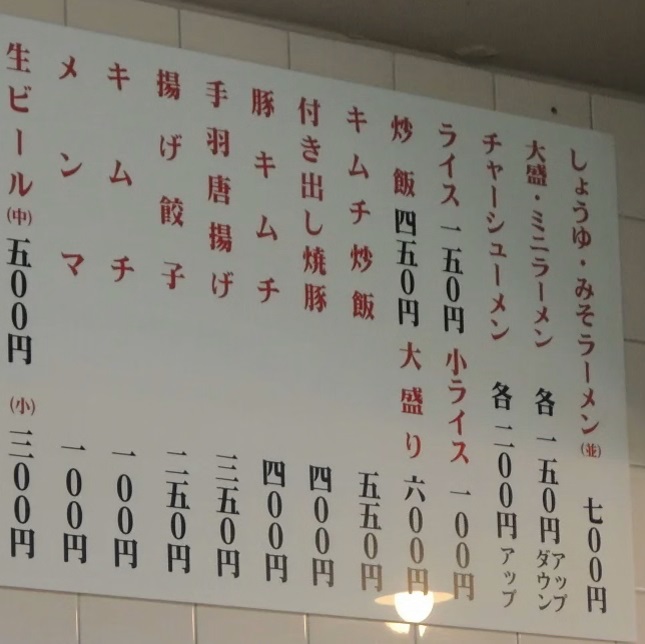 しょうゆ・みそラーメン(並) 七00円
大盛・ミニラーメン 各一五0円アップダウン
チャーシューメン 各二00円アップ
ライス一五0円 小ライス 一00円
炒飯四五0円 大盛り 六00円
キムチ炒飯 五五0円
付き出し焼豚 四00円
豚キムチ 四00円
手羽唐揚げ 三五0円
揚げ餃子 二五0円
キムチ 一00円
メンマ 一00円
生ビール(中)五00円 (小)三00円